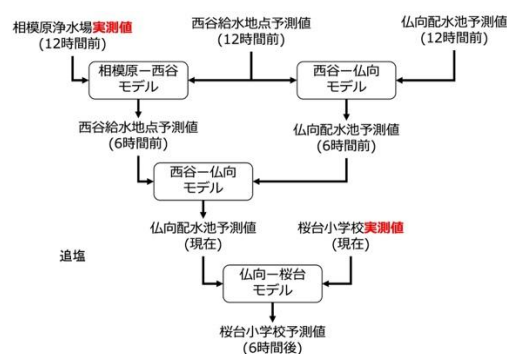 相模原浄水場実測値
(12時間前)
西谷給水地点予測値
(12時間前)
仏向配水池予測値
(12時間前)
相模原ー西谷
モデル
西谷ー仏向
モデル
西谷給水地点予測値
(6時間前)
仏向配水池予測値
(6時間前)
西谷ー仏向
モデル
仏向配水池予測値
(現在)
桜台小学校実測値
(現在)
追塩
仏向ー桜台
モデル
桜台小学校予測値
(6時間後)